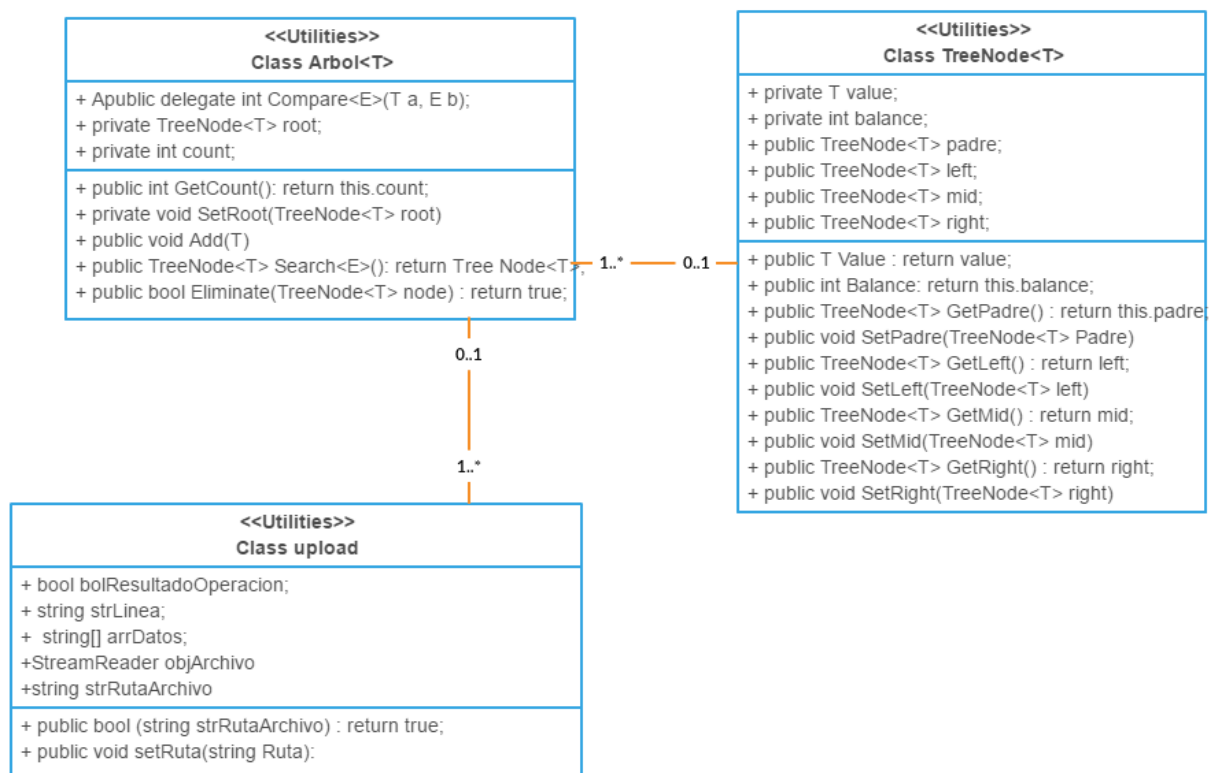 <<Utilities>>
Class Arbol<T>
+ Apublic delegate int Compare<E>(T a, E b);
+ private TreeNode<T> root;
+ private int count;
+ public int GetCount(): return this.count;
+ private void SetRoot(TreeNode<T> root)
+ public void Add(T)
+ public TreeNode<T> Search<E>(): return Tree Node<T>;
+ public bool Eliminate(TreeNode<T> node) : return true;
1..*
0..1
<<Utilities>>
Class TreeNode<T>
+ private T value;
+ private int balance;
+ public TreeNode<T> padre;
+ public TreeNode<T> left;
+ public TreeNode<T> mid;
+ public TreeNode<T> right;
+ public T Value : return value;
+ public int Balance: return this.balance;
+ public TreeNode<T> GetPadre() : return this.padre;
+ public void SetPadre(TreeNode<T> Padre)
+ public TreeNode<T> GetLeft() : return left;
+ public void SetLeft(TreeNode<T> left)
+ public TreeNode<T> GetMid() : return mid;
+ public void SetMid(TreeNode<T> mid)
+ public TreeNode<T> GetRight() : return right;
+ public void SetRight(TreeNode<T> right)
0..1
1..*
<<Utilities>>
Class upload
+ bool bolResultadoOperacion;
+ string strLinea;
+ string[] arrDatos;
+StreamReader objArchivo
+string strRutaArchivo
+ public bool (string strRutaArchivo) : return true;
+ public void setRuta(string Ruta):